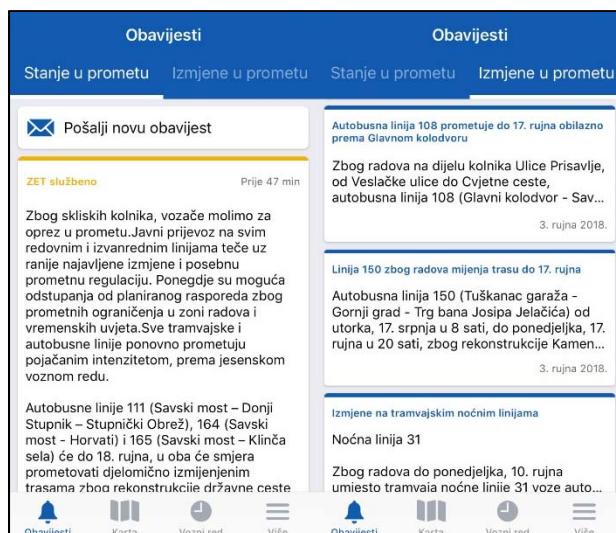 Obavijesti
Stanje u prometu
Izmjene u prometu
Pošalji novu obavijest
ZET službeno
Prije 47 min
Zbog skliskih kolnika, vozače molimo za
oprez u prometu.Javni prijevoz na svim
redovnim i izvanrednim linijama teče uz
ranije najavljene izmjene i posebnu
prometnu regulaciju. Ponegdje su moguća
odstupanja od planiranog rasporeda zbog
prometnih ograničenja u zoni radova i
vremenskih uvjeta.Sve tramvajske i
autobusne linije ponovno prometuju
pojačanim intenzitetom, prema jesenskom
voznom redu.
Autobusne linije 111 (Savski most – Donji
Stupnik – Stupnički Obrež), 164 (Savski
most - Horvati) i 165 (Savski most – Klinča
sela) će do 18. rujna, u oba će smjera
prometovati djelomično izmijenjenim
trasama zbog rekonstrukcije državne ceste
Obavijesti
Karta
Vozni red
Više
Obavijesti
Stanje u prometu
Izmjene u prometu
Autobusna linija 108 prometuje do 17. rujna obilazno
prema Glavnom kolodvoru
Zbog radova na dijelu kolnika Ulice Prisavlje,
od Veslačke ulice do Cvjetne ceste,
autobusna linija 108 (Glavni kolodvor - Sav...
3. rujna 2018.
Linija 150 zbog radova mijenja trasu do 17. rujna
Autobusna linija 150 (Tuškanac garaža -
Gornji grad - Trg bana Josipa Jelačića) od
utorka, 17. srpnja u 8 sati, do ponedjeljka, 17.
rujna u 20 sati, zbog rekonstrukcije Kamen...
3. rujna 2018.
Izmjene na tramvajskim noćnim linijama
Noćna linija 31
Zbog radova do ponedjeljka, 10. rujna
umjesto tramvaja noćne linije 31 voze auto...
Obavijesti
Karta
Vozni red
Više